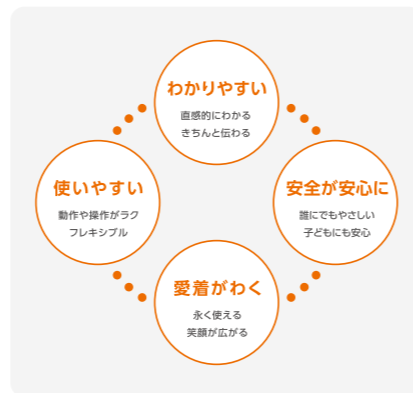 わかりやすい
直感的にわかる
きちんと伝わる
使いやすい
動作や操作がラク
フレキシブル
安全が安心に
誰にでもやさしい
子どもにも安心
愛着がわく
永く使える
笑顔が広がる